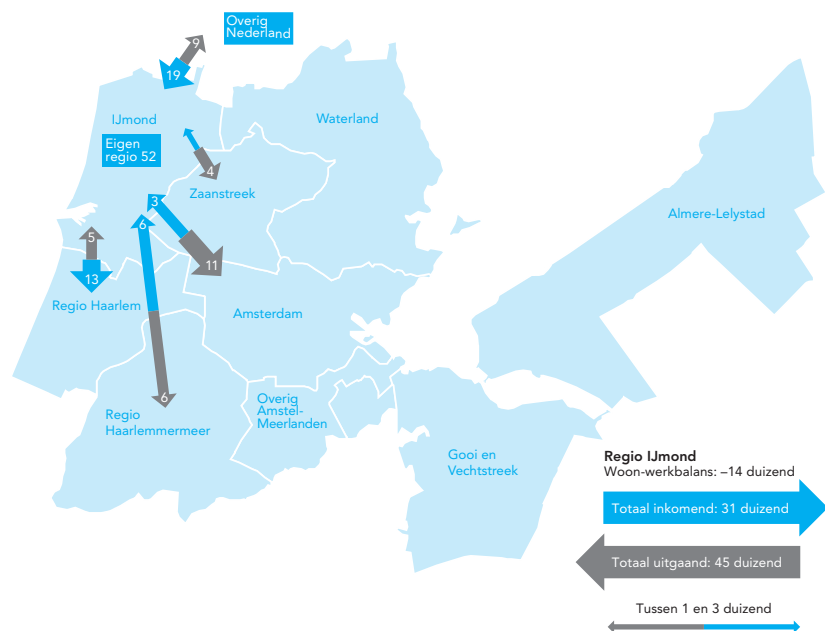 Overig
Nederland
9
19
IJmond
Waterland
Eigen
regio 52
4
Zaanstreek
3
Almere-Lelystad
6
5
11
13
Regio Haarlem
Amsterdam
6
Overig
Amstel-
Meerlanden
Regio
Haarlemmermeer
Gooi en
Vechtstreek
Regio IJmond
Woon-werkbalans: –14 duizend
Totaal inkomend: 31 duizend
Totaal uitgaand: 45 duizend
Tussen 1 en 3 duizend